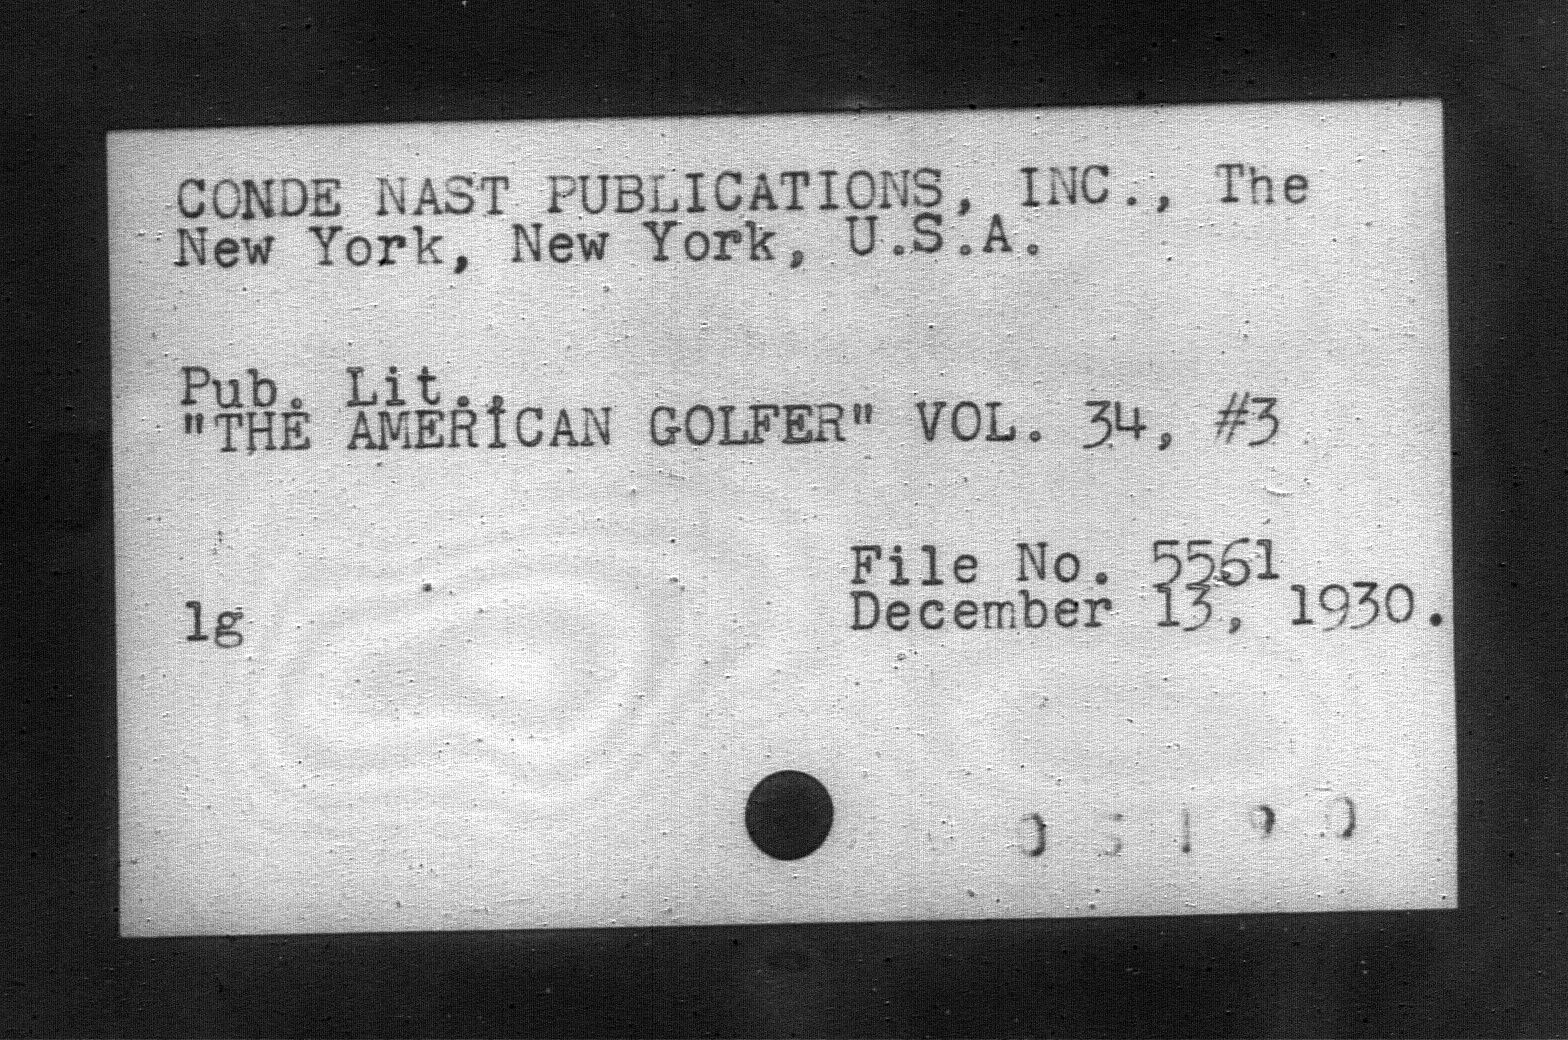 CONDE NAST PUBLICATIONS, INC., The
New York, New York, U.S.A.
Pub. Lit.,
"THE AMERICAN GOLFER" VOL. 34, #3
File No. 5561
lg
December 13, 1930.